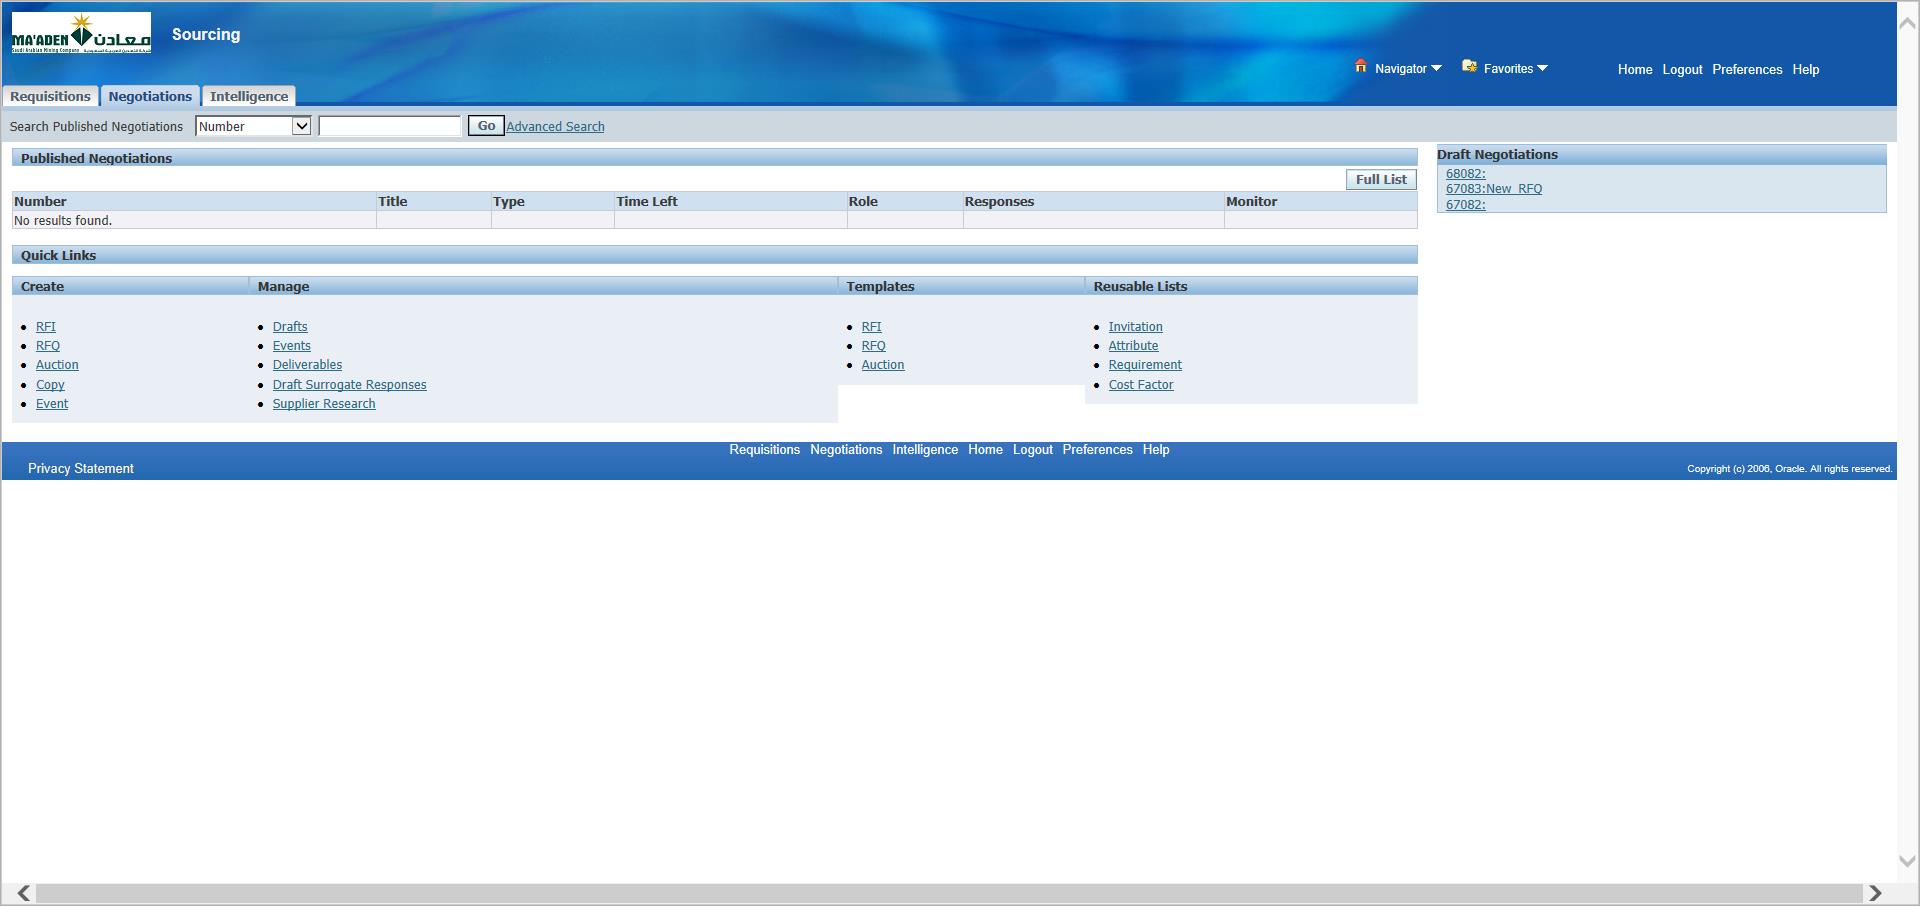 MA'ADEN معادن
Saudi Arabian Mining Company
Sourcing
Navigator Favorites Home Logout Preferences Help
Requisitions Negotiations Intelligence
Search Published Negotiations Number Go Advanced Search
Published Negotiations
Full List
Number Title Type Time Left Role Responses Monitor
No results found.
Draft Negotiations
68082:
67083:New_RFQ
67082:
Quick Links
Create
RFI
RFQ
Auction
Copy
Event
Manage
Drafts
Events
Deliverables
Draft Surrogate Responses
Supplier Research
Templates
RFI
RFQ
Auction
Reusable Lists
Invitation
Attribute
Requirement
Cost Factor
Requisitions Negotiations Intelligence Home Logout Preferences Help
Privacy Statement
Copyright (c) 2006, Oracle. All rights reserved.